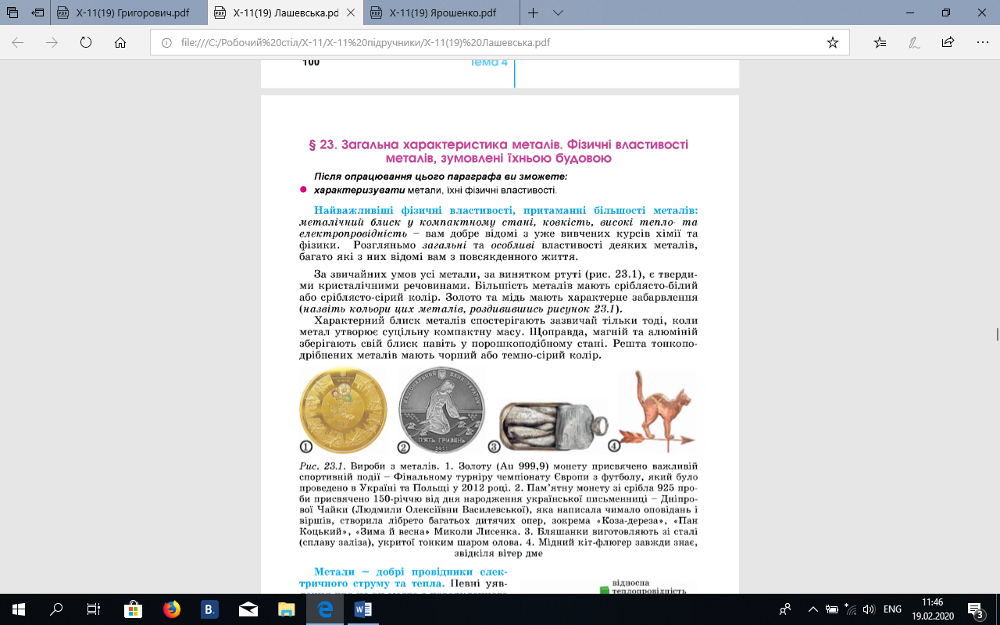 Х-11(19) Григорович.pdf
Х-11(19) Лашевська.pd
Х-11(19) Ярошенко.pdf
file:///C:/Робочий%20стіл/Х-11/Х-11%20підручники/Х-11(19)%20Лашевська.pdf
100
Тема 4
§ 23. Загальна характеристика металів. Фізичні властивості
металів, зумовлені їхньою будовою
Після опрацювання цього параграфа ви зможете:
характеризувати метали, їхні фізичні властивості.
Найважливіші фізичні властивості, притаманні більшості металів:
металічний блиск у компактному стані, ковкість, високі тепло- та
електропровідність – вам добре відомі з уже вивчених курсів хімії та
фізики. Розгляньмо загальні та особливі властивості деяких металів,
багато які з них відомі вам з повсякденного життя.
За звичайних умов усі метали, за винятком ртуті (рис. 23.1), є тверди-
ми кристалічними речовинами. Більшість металів мають сріблясто-білий
або сріблясто-сірий колір. Золото та мідь мають характерне забарвлення
(назвіть кольори цих металів, роздивившись рисунок 23.1).
Характерний блиск металів спостерігають зазвичай тільки тоді, коли
метал утворює суцільну компактну масу. Щоправда, магній та алюміній
зберігають свій блиск навіть у порошкоподібному стані. Решта тонкопо-
дрібнених металів мають чорний або темно-сірий колір.
НАЦІОНАЛЬНИЙ БАНК УКРАЇНИ
П'ЯТЬ ГРИВЕНЬ
2011
1
2
3
4
Рис. 23.1. Вироби з металів. 1. Золоту (Au 999,9) монету присвячено важливій
спортивній події – Фінальному турніру чемпіонату Європи з футболу, який було
проведено в Україні та Польщі у 2012 році. 2. Пам’ятну монету зі срібла 925 про-
би присвячено 150-річчю від дня народження української письменниці – Дніпро-
вої Чайки (Людмили Олексіївни Василевської), яка написала чимало оповідань і
віршів, створила лібрето багатьох дитячих опер, зокрема «Коза-дереза», «Пан
Коцький», «Зима й весна» Миколи Лисенка. 3. Бляшанки виготовляють зі сталі
(сплаву заліза), укритої тонким шаром олова. 4. Мідний кіт-флюгер завжди знає,
звідкіля вітер дме
Метали – добрі провідники елек-
тричного струму та тепла. Певні уяв-
відносна
теплопровідність
B.
ENG
11:46
19.02.2020
3